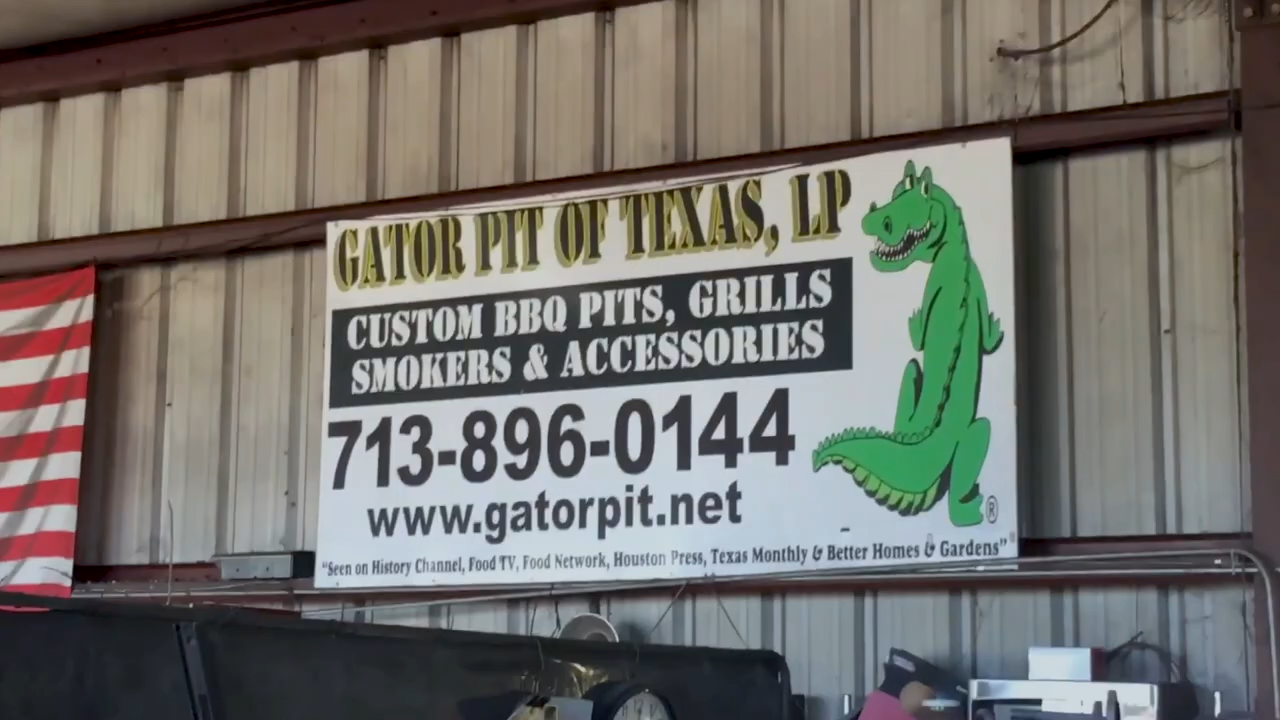 GATOR PIT OF TEXAS, LP
CUSTOM BBQ PITS, GRILLS
SMOKERS & ACCESSORIES
713-896-0144
www.gatorpit.net
®
"Seen on History Channel, Food TV, Food Network, Houston Press, Texas Monthly & Better Homes & Gardens"